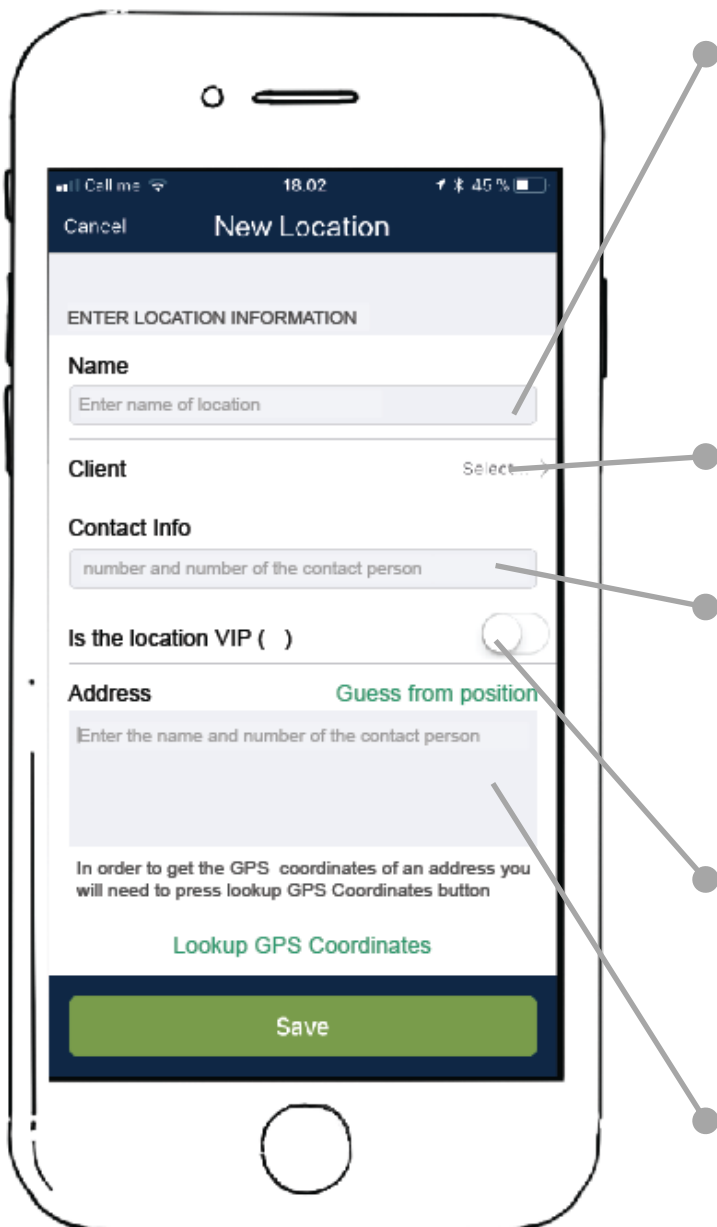 Call me 18.02 45 %
Cancel New Location
ENTER LOCATION INFORMATION
Name
Enter name of location
Client Select...
Contact Info
number and number of the contact person
Is the location VIP ( )
Address Guess from position
Enter the name and number of the contact person
In order to get the GPS coordinates of an address you
will need to press lookup GPS Coordinates button
Lookup GPS Coordinates
Save